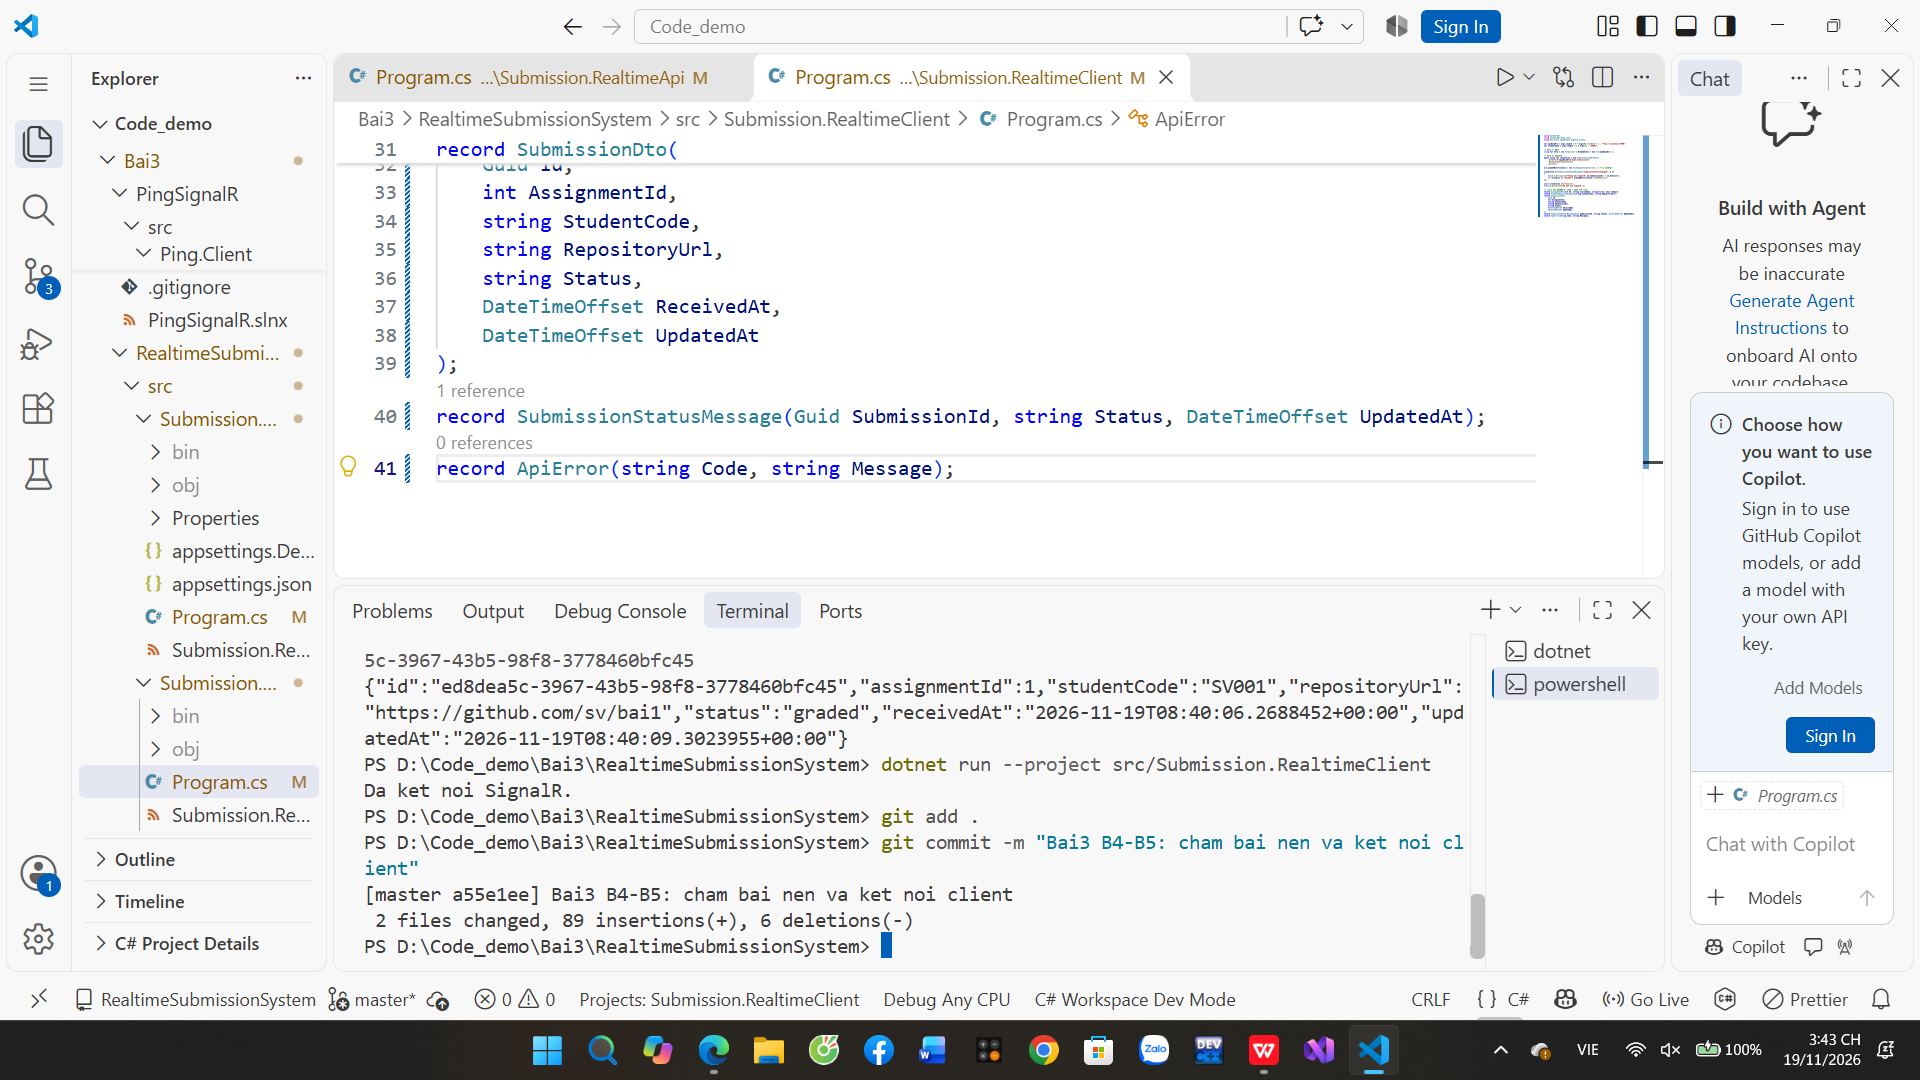 Code_demo
Sign In
Explorer
Code_demo
Bai3
PingSignalR
src
Ping.Client
.gitignore
PingSignalR.slnx
RealtimeSubmi...
src
Submission....
bin
obj
Properties
appsettings.De...
appsettings.json
Program.cs M
Submission.Re...
Submission....
bin
obj
Program.cs M
Submission.Re...
Outline
Timeline
C# Project Details
3
1
Program.cs ...\Submission.RealtimeApi M
Program.cs ...\Submission.RealtimeClient M
Bai3 > RealtimeSubmissionSystem > src > Submission.RealtimeClient > Program.cs > ApiError
31 record SubmissionDto(
32 Guid Id,
33 int AssignmentId,
34 string StudentCode,
35 string RepositoryUrl,
36 string Status,
37 DateTimeOffset ReceivedAt,
38 DateTimeOffset UpdatedAt
39 );
1 reference
40 record SubmissionStatusMessage(Guid SubmissionId, string Status, DateTimeOffset UpdatedAt);
0 references
41 record ApiError(string Code, string Message);
Problems Output Debug Console Terminal Ports
5c-3967-43b5-98f8-3778460bfc45
{"id":"ed8dea5c-3967-43b5-98f8-3778460bfc45","assignmentId":1,"studentCode":"SV001","repositoryUrl":
"https://github.com/sv/bai1","status":"graded","receivedAt":"2026-11-19T08:40:06.2688452+00:00","upd
atedAt":"2026-11-19T08:40:09.3023955+00:00"}
PS D:\Code_demo\Bai3\RealtimeSubmissionSystem> dotnet run --project src/Submission.RealtimeClient
Da ket noi SignalR.
PS D:\Code_demo\Bai3\RealtimeSubmissionSystem> git add .
PS D:\Code_demo\Bai3\RealtimeSubmissionSystem> git commit -m "Bai3 B4-B5: cham bai nen va ket noi cl
ient"
[master a55e1ee] Bai3 B4-B5: cham bai nen va ket noi client
2 files changed, 89 insertions(+), 6 deletions(-)
PS D:\Code_demo\Bai3\RealtimeSubmissionSystem>
dotnet
powershell
Chat
Build with Agent
AI responses may
be inaccurate
Generate Agent
Instructions to
onboard AI onto
your codebase
Choose how
you want to use
Copilot.
Sign in to use
GitHub Copilot
models, or add
a model with
your own API
key.
Add Models
Sign In
Program.cs
Chat with Copilot
Models
Copilot
RealtimeSubmissionSystem master* 0 0 Projects: Submission.RealtimeClient Debug Any CPU C# Workspace Dev Mode CRLF {} C# Go Live Prettier
VIE 100% 3:43 CH
19/11/2026